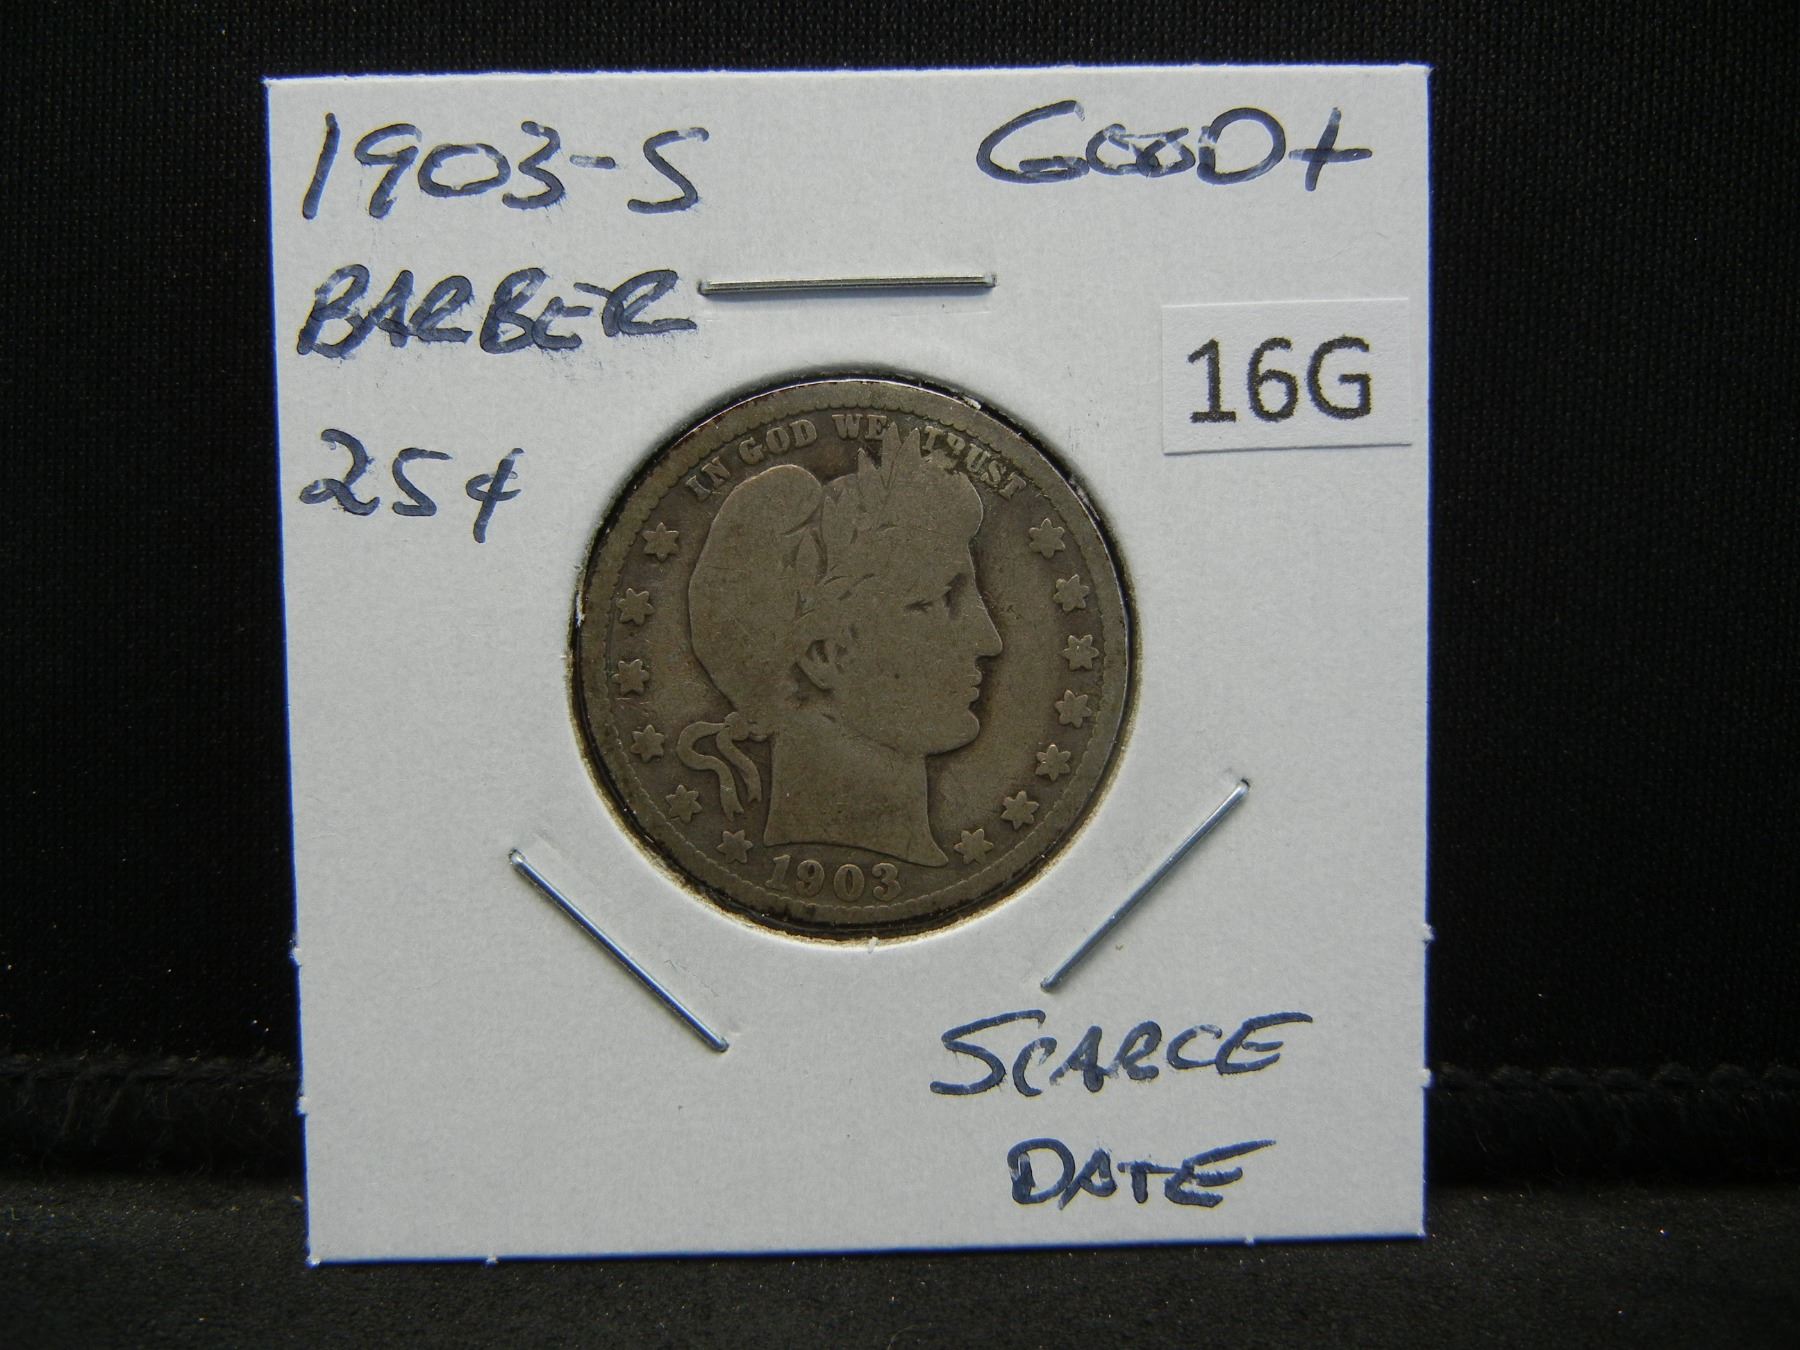 1903-S
GOOD+
BARBER
16G
25¢
IN GOD WE TRUST
1903
SCARCE
DATE